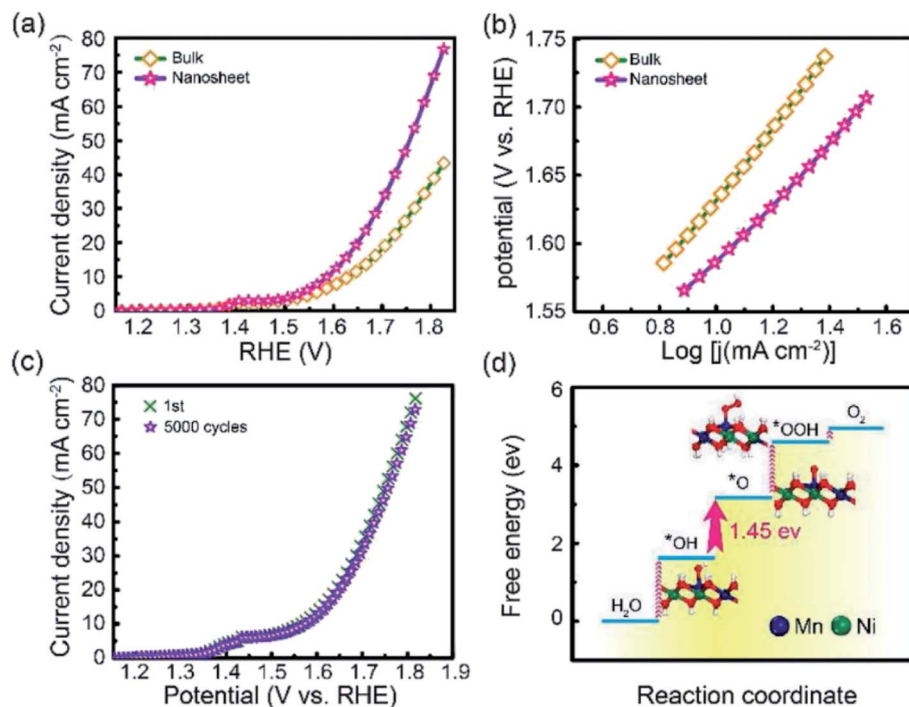 (a)
80
70
60
50
40
30
20
10
0
Current density (mA cm⁻²)
Bulk
Nanosheet
1.2 1.3 1.4 1.5 1.6 1.7 1.8
RHE (V)
(b)
1.75
1.70
1.65
1.60
1.55
potential (V vs. RHE)
Bulk
Nanosheet
0.6 0.8 1.0 1.2 1.4 1.6
Log [j(mA cm⁻²)]
(c)
80
70
60
50
40
30
20
10
0
Current density (mA cm⁻²)
1st
5000 cycles
1.2 1.3 1.4 1.5 1.6 1.7 1.8 1.9
Potential (V vs. RHE)
(d)
6
4
2
0
Free energy (ev)
H₂O
*OH
1.45 ev
*O
*OOH
O₂
Mn Ni
Reaction coordinate